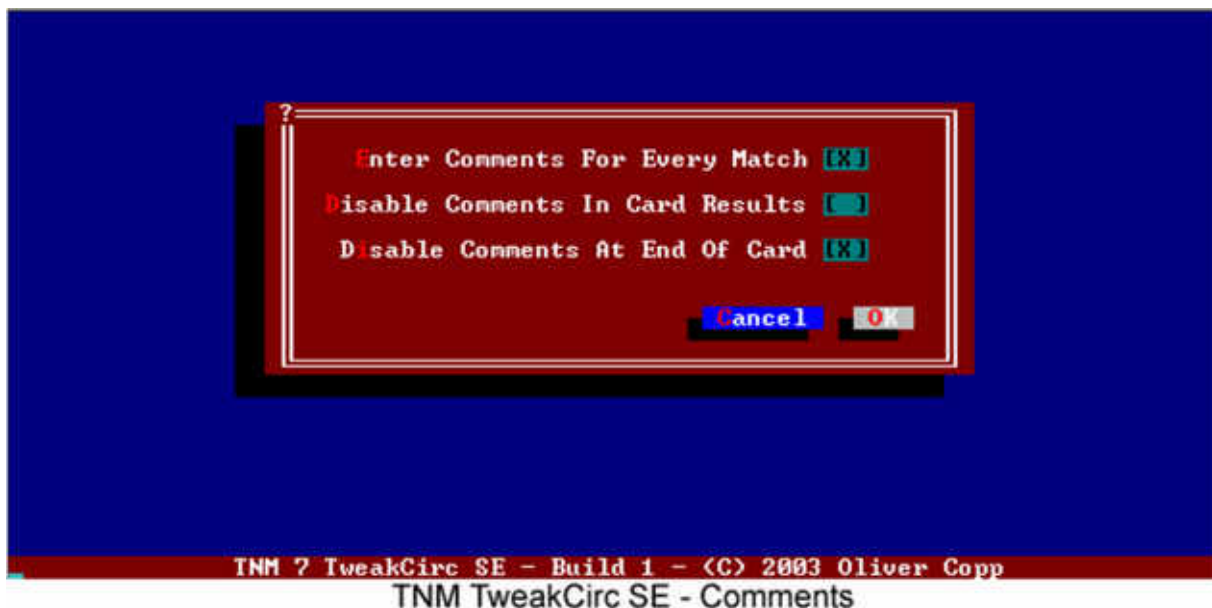 ?
Enter Comments For Every Match [X]
Disable Comments In Card Results [ ]
Disable Comments At End Of Card [X]
Cancel OK
TNM 7 TweakCirc SE - Build 1 - (C) 2003 Oliver Copp
TNM TweakCirc SE - Comments